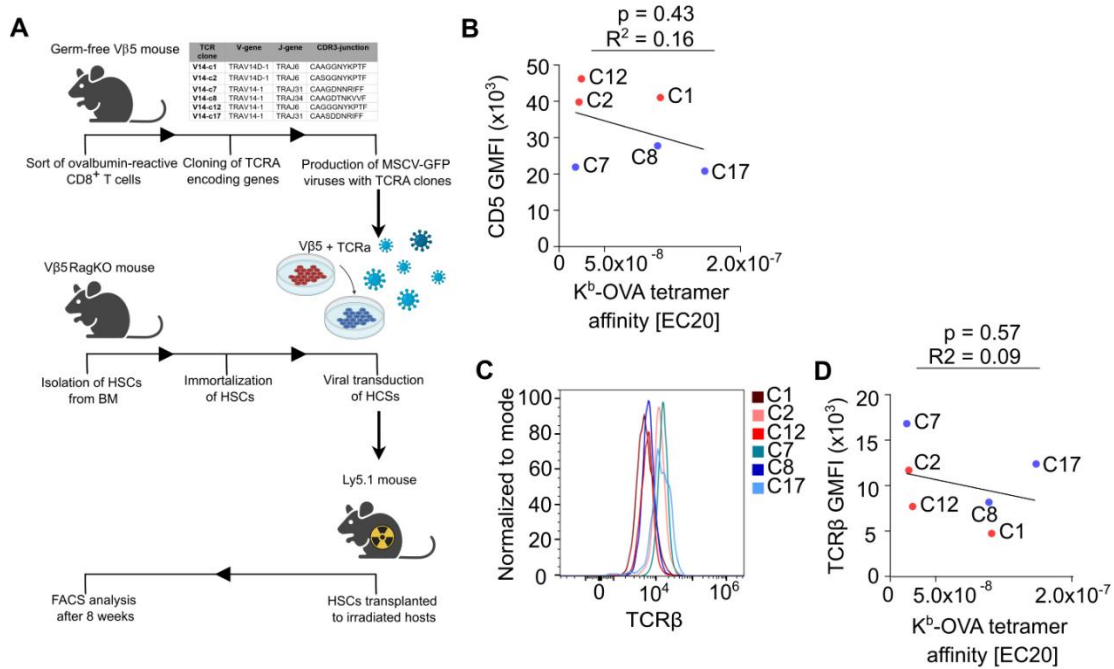 A
Germ-free Vβ5 mouse
TCR clone V-gene J-gene CDR3-junction
V14-c1 TRAV14D-1 TRAJ6 CAAGGNYKPTF
V14-c2 TRAV14D-1 TRAJ6 CASGGNYKPTF
V14-c7 TRAV14-1 TRAJ31 CAAGDNNRIFF
V14-c8 TRAV14-1 TRAJ34 CAAGDTNKVVF
V14-c12 TRAV14-1 TRAJ6 CAGGGNYKPTF
V14-c17 TRAV14-1 TRAJ31 CAASDDNRIFF
Sort of ovalbumin-reactive
CD8+ T cells
Cloning of TCRA
encoding genes
Production of MSCV-GFP
viruses with TCRA clones
Vβ5 + TCRa
Vβ5RagKO mouse
Isolation of HSCs
from BM
Immortalization
of HSCs
Viral transduction
of HCSs
Ly5.1 mouse
FACS analysis
after 8 weeks
HSCs transplanted
to irradiated hosts
B
p = 0.43
R2 = 0.16
CD5 GMFI (x103)
50
40
30
20
10
0
C12
C2
C1
C7
C8
C17
0
5.0x10-8
2.0x10-7
Kb-OVA tetramer
affinity [EC20]
C
Normalized to mode
100
80
60
40
20
0
0
104
106
TCRβ
C1
C2
C12
C7
C8
C17
D
p = 0.57
R2 = 0.09
TCRβ GMFI (x103)
20
15
10
5
0
C7
C2
C12
C17
C8
C1
0
5.0x10-8
2.0x10-7
Kb-OVA tetramer
affinity [EC20]